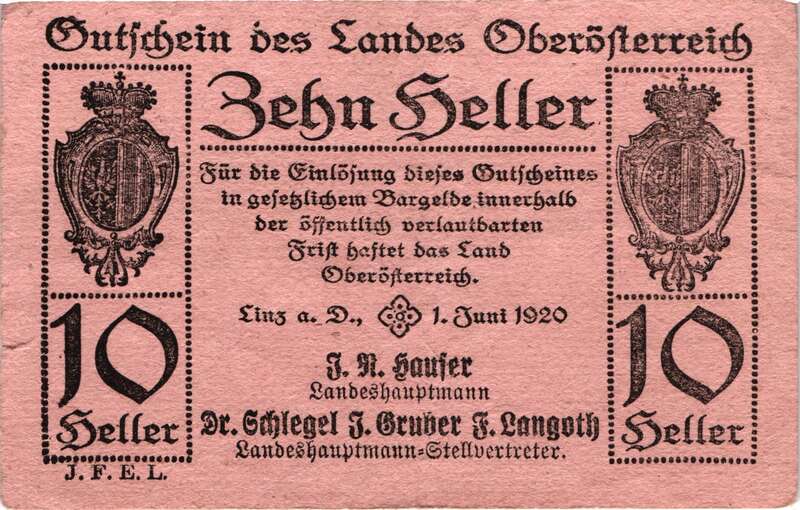 Gutschein des Landes Oberösterreich
Zehn Heller
Für die Einlösung dieses Gutscheines
in gesetzlichem Bargelde innerhalb
der öffentlich verlautbarten
Frist haftet das Land
Oberösterreich.
Linz a. D., 1. Juni 1920
J. N. Hauser
Landeshauptmann
Dr. Schlegel J. Gruber F. Langoth
Landeshauptmann-Stellvertreter.
10
Heller
10
Heller
J. F. E. L.